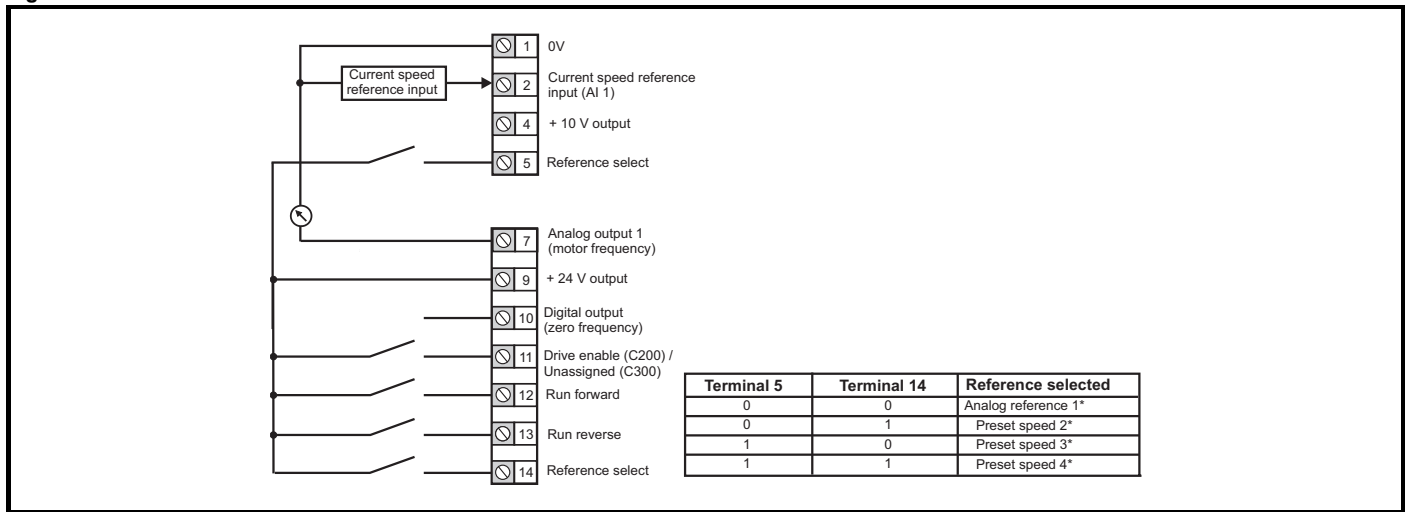 1 0V
Current speed
reference input
2 Current speed reference
input (AI 1)
4 + 10 V output
5 Reference select
7 Analog output 1
(motor frequency)
9 + 24 V output
10 Digital output
(zero frequency)
11 Drive enable (C200) /
Unassigned (C300)
12 Run forward
13 Run reverse
14 Reference select
Terminal 5 Terminal 14 Reference selected
0 0 Analog reference 1*
0 1 Preset speed 2*
1 0 Preset speed 3*
1 1 Preset speed 4*